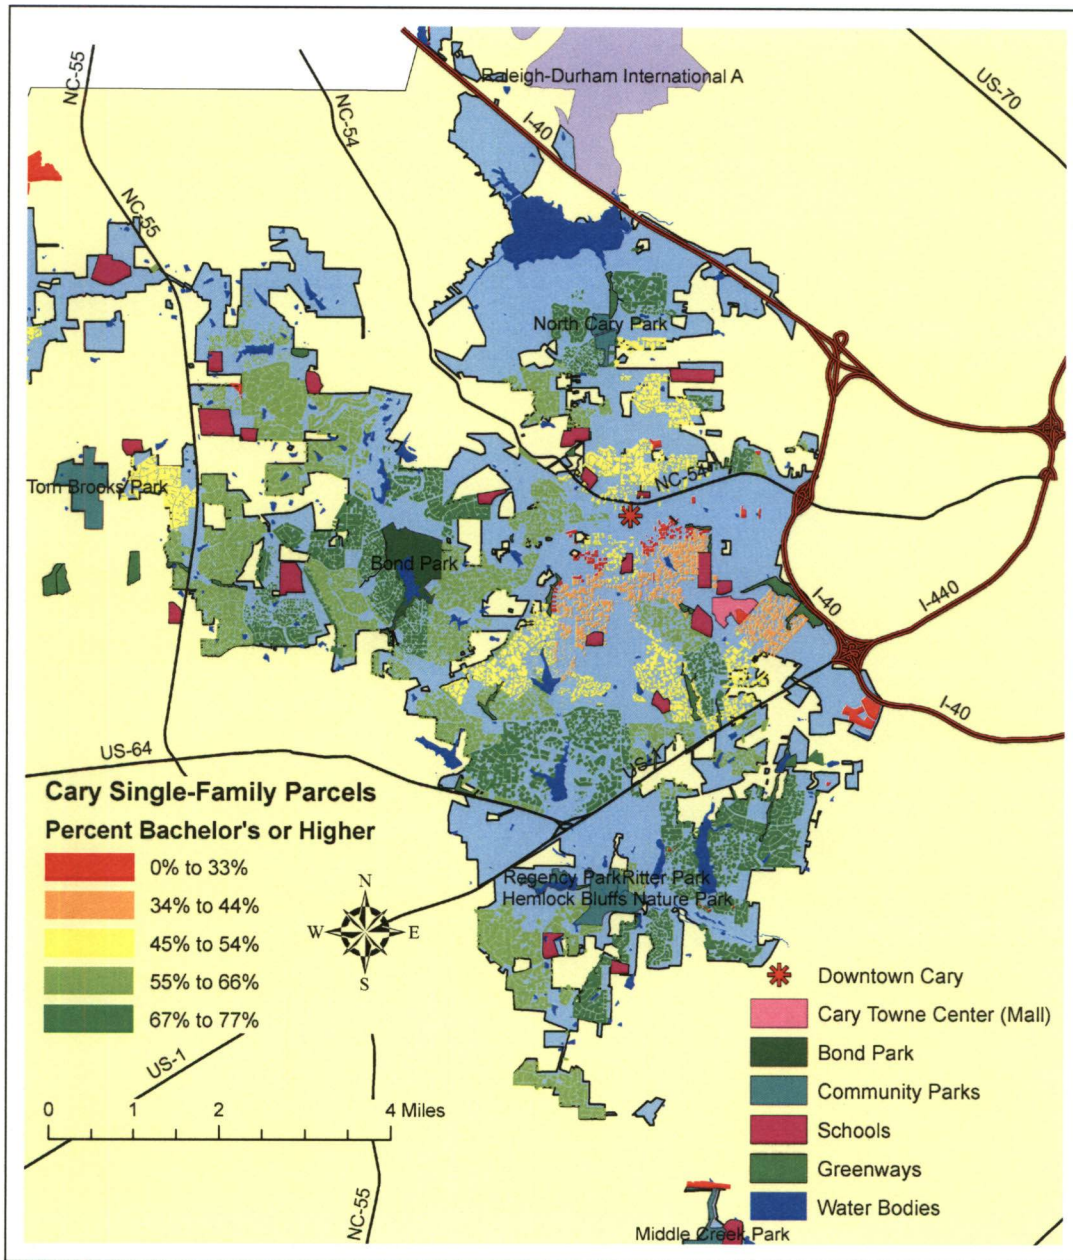 Raleigh-Durham International A
NC-55
NC-54
I-40
US-70
NC-55
North Cary Park
Tom Brooks Park
NC-54
Bond Park
I-40
I-440
I-40
US-64
US-1
Cary Single-Family Parcels
Percent Bachelor's or Higher
0% to 33%
34% to 44%
45% to 54%
55% to 66%
67% to 77%
N
W
E
S
Regency Park
Ritter Park
Hemlock Bluffs Nature Park
US-1
0 1 2 4 Miles
NC-55
Downtown Cary
Cary Towne Center (Mall)
Bond Park
Community Parks
Schools
Greenways
Water Bodies
Middle Creek Park